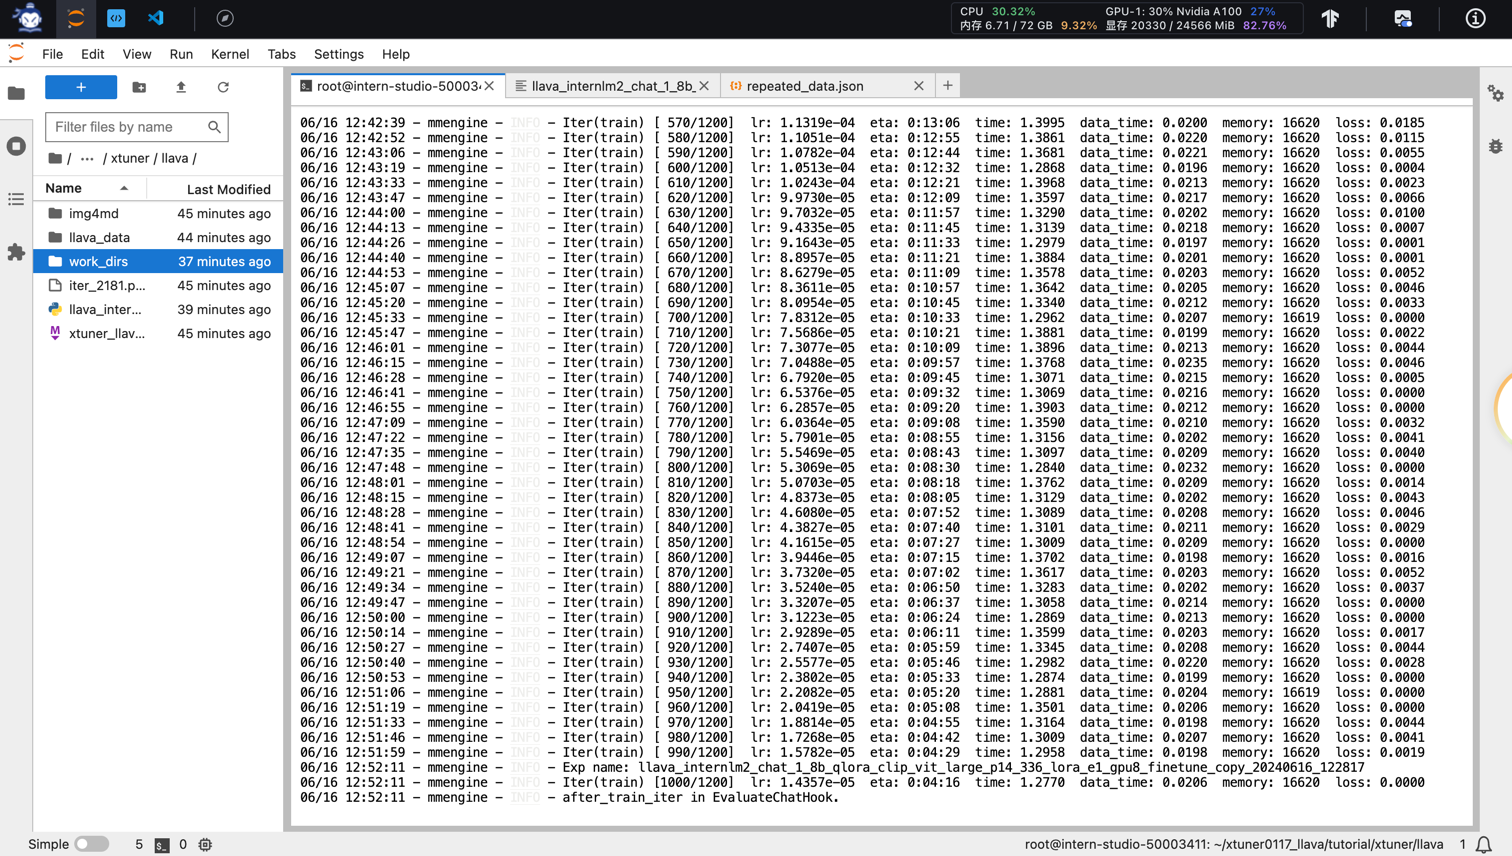 CPU 30.32% GPU-1: 30% Nvidia A100 27%
内存 6.71 / 72 GB 9.32% 显存 20330 / 24566 MiB 82.76%
File Edit View Run Kernel Tabs Settings Help
root@intern-studio-50003
llava_internlm2_chat_1_8b_
repeated_data.json
Filter files by name
/ ··· / xtuner / llava /
Name Last Modified
img4md 45 minutes ago
llava_data 44 minutes ago
work_dirs 37 minutes ago
iter_2181.p... 45 minutes ago
llava_inter... 39 minutes ago
xtuner_llav... 45 minutes ago
06/16 12:42:39 - mmengine - INFO - Iter(train) [ 570/1200] lr: 1.1319e-04 eta: 0:13:06 time: 1.3995 data_time: 0.0200 memory: 16620 loss: 0.0185
06/16 12:42:52 - mmengine - INFO - Iter(train) [ 580/1200] lr: 1.1051e-04 eta: 0:12:55 time: 1.3861 data_time: 0.0220 memory: 16620 loss: 0.0115
06/16 12:43:06 - mmengine - INFO - Iter(train) [ 590/1200] lr: 1.0782e-04 eta: 0:12:44 time: 1.3681 data_time: 0.0221 memory: 16620 loss: 0.0055
06/16 12:43:19 - mmengine - INFO - Iter(train) [ 600/1200] lr: 1.0513e-04 eta: 0:12:32 time: 1.2868 data_time: 0.0196 memory: 16620 loss: 0.0004
06/16 12:43:33 - mmengine - INFO - Iter(train) [ 610/1200] lr: 1.0243e-04 eta: 0:12:21 time: 1.3968 data_time: 0.0213 memory: 16620 loss: 0.0023
06/16 12:43:47 - mmengine - INFO - Iter(train) [ 620/1200] lr: 9.9730e-05 eta: 0:12:09 time: 1.3597 data_time: 0.0217 memory: 16620 loss: 0.0066
06/16 12:44:00 - mmengine - INFO - Iter(train) [ 630/1200] lr: 9.7032e-05 eta: 0:11:57 time: 1.3290 data_time: 0.0202 memory: 16620 loss: 0.0100
06/16 12:44:13 - mmengine - INFO - Iter(train) [ 640/1200] lr: 9.4335e-05 eta: 0:11:45 time: 1.3139 data_time: 0.0218 memory: 16620 loss: 0.0007
06/16 12:44:26 - mmengine - INFO - Iter(train) [ 650/1200] lr: 9.1643e-05 eta: 0:11:33 time: 1.2979 data_time: 0.0197 memory: 16620 loss: 0.0001
06/16 12:44:40 - mmengine - INFO - Iter(train) [ 660/1200] lr: 8.8957e-05 eta: 0:11:21 time: 1.3884 data_time: 0.0201 memory: 16620 loss: 0.0001
06/16 12:44:53 - mmengine - INFO - Iter(train) [ 670/1200] lr: 8.6279e-05 eta: 0:11:09 time: 1.3578 data_time: 0.0203 memory: 16620 loss: 0.0052
06/16 12:45:07 - mmengine - INFO - Iter(train) [ 680/1200] lr: 8.3611e-05 eta: 0:10:57 time: 1.3642 data_time: 0.0205 memory: 16620 loss: 0.0046
06/16 12:45:20 - mmengine - INFO - Iter(train) [ 690/1200] lr: 8.0954e-05 eta: 0:10:45 time: 1.3340 data_time: 0.0212 memory: 16620 loss: 0.0033
06/16 12:45:33 - mmengine - INFO - Iter(train) [ 700/1200] lr: 7.8312e-05 eta: 0:10:33 time: 1.2962 data_time: 0.0207 memory: 16619 loss: 0.0000
06/16 12:45:47 - mmengine - INFO - Iter(train) [ 710/1200] lr: 7.5686e-05 eta: 0:10:21 time: 1.3881 data_time: 0.0199 memory: 16620 loss: 0.0022
06/16 12:46:01 - mmengine - INFO - Iter(train) [ 720/1200] lr: 7.3077e-05 eta: 0:10:09 time: 1.3896 data_time: 0.0213 memory: 16620 loss: 0.0044
06/16 12:46:15 - mmengine - INFO - Iter(train) [ 730/1200] lr: 7.0488e-05 eta: 0:09:57 time: 1.3768 data_time: 0.0235 memory: 16620 loss: 0.0046
06/16 12:46:28 - mmengine - INFO - Iter(train) [ 740/1200] lr: 6.7920e-05 eta: 0:09:45 time: 1.3071 data_time: 0.0215 memory: 16620 loss: 0.0005
06/16 12:46:41 - mmengine - INFO - Iter(train) [ 750/1200] lr: 6.5376e-05 eta: 0:09:32 time: 1.3069 data_time: 0.0216 memory: 16620 loss: 0.0000
06/16 12:46:55 - mmengine - INFO - Iter(train) [ 760/1200] lr: 6.2857e-05 eta: 0:09:20 time: 1.3903 data_time: 0.0212 memory: 16620 loss: 0.0000
06/16 12:47:09 - mmengine - INFO - Iter(train) [ 770/1200] lr: 6.0364e-05 eta: 0:09:08 time: 1.3590 data_time: 0.0210 memory: 16620 loss: 0.0032
06/16 12:47:22 - mmengine - INFO - Iter(train) [ 780/1200] lr: 5.7901e-05 eta: 0:08:55 time: 1.3156 data_time: 0.0202 memory: 16620 loss: 0.0041
06/16 12:47:35 - mmengine - INFO - Iter(train) [ 790/1200] lr: 5.5469e-05 eta: 0:08:43 time: 1.3097 data_time: 0.0209 memory: 16620 loss: 0.0040
06/16 12:47:48 - mmengine - INFO - Iter(train) [ 800/1200] lr: 5.3069e-05 eta: 0:08:30 time: 1.2840 data_time: 0.0232 memory: 16620 loss: 0.0000
06/16 12:48:01 - mmengine - INFO - Iter(train) [ 810/1200] lr: 5.0703e-05 eta: 0:08:18 time: 1.3762 data_time: 0.0209 memory: 16620 loss: 0.0014
06/16 12:48:15 - mmengine - INFO - Iter(train) [ 820/1200] lr: 4.8373e-05 eta: 0:08:05 time: 1.3129 data_time: 0.0202 memory: 16620 loss: 0.0043
06/16 12:48:28 - mmengine - INFO - Iter(train) [ 830/1200] lr: 4.6080e-05 eta: 0:07:52 time: 1.3089 data_time: 0.0208 memory: 16620 loss: 0.0046
06/16 12:48:41 - mmengine - INFO - Iter(train) [ 840/1200] lr: 4.3827e-05 eta: 0:07:40 time: 1.3101 data_time: 0.0211 memory: 16620 loss: 0.0029
06/16 12:48:54 - mmengine - INFO - Iter(train) [ 850/1200] lr: 4.1615e-05 eta: 0:07:27 time: 1.3009 data_time: 0.0209 memory: 16620 loss: 0.0000
06/16 12:49:07 - mmengine - INFO - Iter(train) [ 860/1200] lr: 3.9446e-05 eta: 0:07:15 time: 1.3702 data_time: 0.0198 memory: 16620 loss: 0.0016
06/16 12:49:21 - mmengine - INFO - Iter(train) [ 870/1200] lr: 3.7320e-05 eta: 0:07:02 time: 1.3617 data_time: 0.0203 memory: 16620 loss: 0.0052
06/16 12:49:34 - mmengine - INFO - Iter(train) [ 880/1200] lr: 3.5240e-05 eta: 0:06:50 time: 1.3283 data_time: 0.0202 memory: 16620 loss: 0.0037
06/16 12:49:47 - mmengine - INFO - Iter(train) [ 890/1200] lr: 3.3207e-05 eta: 0:06:37 time: 1.3058 data_time: 0.0214 memory: 16620 loss: 0.0000
06/16 12:50:00 - mmengine - INFO - Iter(train) [ 900/1200] lr: 3.1223e-05 eta: 0:06:24 time: 1.2869 data_time: 0.0213 memory: 16620 loss: 0.0000
06/16 12:50:14 - mmengine - INFO - Iter(train) [ 910/1200] lr: 2.9289e-05 eta: 0:06:11 time: 1.3599 data_time: 0.0203 memory: 16620 loss: 0.0017
06/16 12:50:27 - mmengine - INFO - Iter(train) [ 920/1200] lr: 2.7407e-05 eta: 0:05:59 time: 1.3345 data_time: 0.0208 memory: 16620 loss: 0.0044
06/16 12:50:40 - mmengine - INFO - Iter(train) [ 930/1200] lr: 2.5577e-05 eta: 0:05:46 time: 1.2982 data_time: 0.0220 memory: 16620 loss: 0.0028
06/16 12:50:53 - mmengine - INFO - Iter(train) [ 940/1200] lr: 2.3802e-05 eta: 0:05:33 time: 1.2874 data_time: 0.0199 memory: 16620 loss: 0.0000
06/16 12:51:06 - mmengine - INFO - Iter(train) [ 950/1200] lr: 2.2082e-05 eta: 0:05:20 time: 1.2881 data_time: 0.0204 memory: 16619 loss: 0.0000
06/16 12:51:19 - mmengine - INFO - Iter(train) [ 960/1200] lr: 2.0419e-05 eta: 0:05:08 time: 1.3501 data_time: 0.0206 memory: 16620 loss: 0.0000
06/16 12:51:33 - mmengine - INFO - Iter(train) [ 970/1200] lr: 1.8814e-05 eta: 0:04:55 time: 1.3164 data_time: 0.0198 memory: 16620 loss: 0.0044
06/16 12:51:46 - mmengine - INFO - Iter(train) [ 980/1200] lr: 1.7268e-05 eta: 0:04:42 time: 1.3009 data_time: 0.0207 memory: 16620 loss: 0.0041
06/16 12:51:59 - mmengine - INFO - Iter(train) [ 990/1200] lr: 1.5782e-05 eta: 0:04:29 time: 1.2958 data_time: 0.0198 memory: 16620 loss: 0.0019
06/16 12:52:11 - mmengine - INFO - Exp name: llava_internlm2_chat_1_8b_qlora_clip_vit_large_p14_336_lora_e1_gpu8_finetune_copy_20240616_122817
06/16 12:52:11 - mmengine - INFO - Iter(train) [1000/1200] lr: 1.4357e-05 eta: 0:04:16 time: 1.2770 data_time: 0.0206 memory: 16620 loss: 0.0000
06/16 12:52:11 - mmengine - INFO - after_train_iter in EvaluateChatHook.
Simple 5 0 root@intern-studio-50003411: ~/xtuner0117_llava/tutorial/xtuner/llava 1